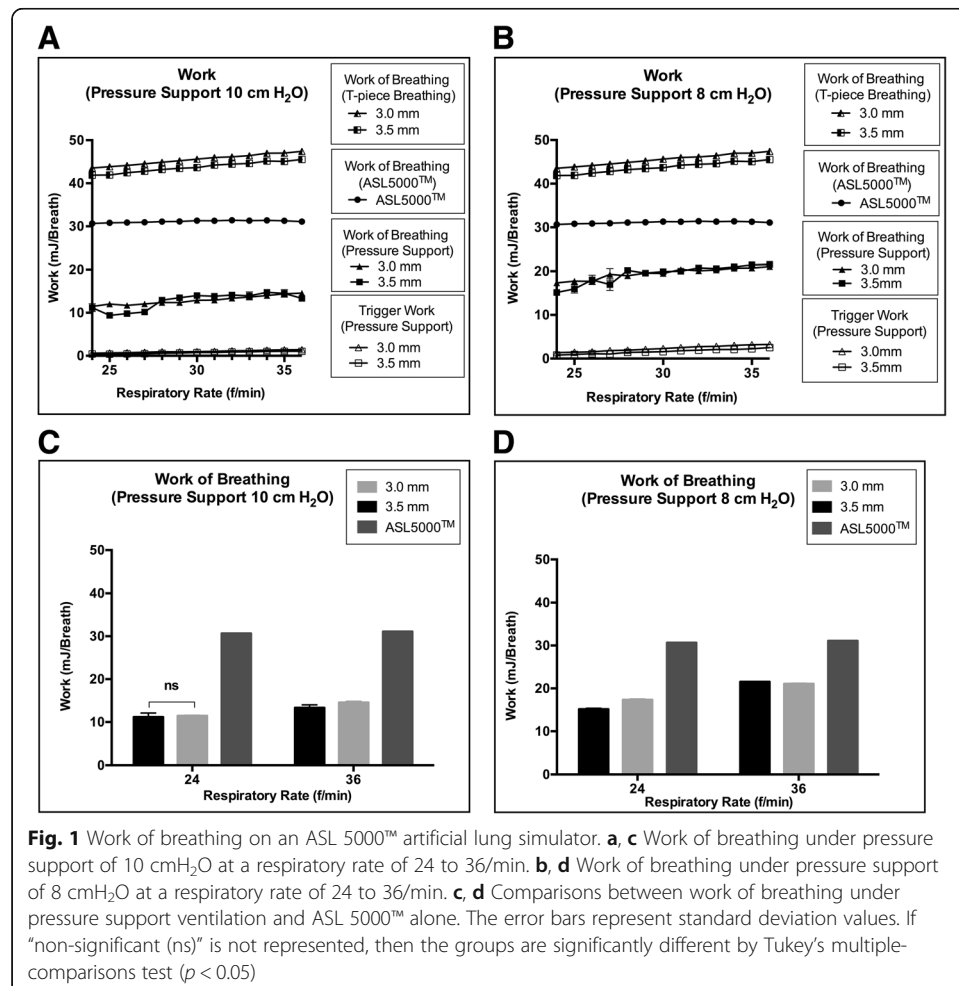 A
Work
(Pressure Support 10 cm H₂O)
Work (mJ/Breath)
50
40
30
20
10
0
25
30
35
Respiratory Rate (f/min)
Work of Breathing
(T-piece Breathing)
3.0 mm
3.5 mm
Work of Breathing
(ASL5000™)
ASL5000™
Work of Breathing
(Pressure Support)
3.0 mm
3.5 mm
Trigger Work
(Pressure Support)
3.0 mm
3.5 mm
B
Work
(Pressure Support 8 cm H₂O)
Work (mJ/Breath)
50
40
30
20
10
0
25
30
35
Respiratory Rate (f/min)
Work of Breathing
(T-piece Breathing)
3.0 mm
3.5 mm
Work of Breathing
(ASL5000™)
ASL5000™
Work of Breathing
(Pressure Support)
3.0 mm
3.5mm
Trigger Work
(Pressure Support)
3.0mm
3.5mm
C
Work of Breathing
(Pressure Support 10 cm H₂O)
3.0 mm
3.5 mm
ASL5000™
Work (mJ/Breath)
50
40
30
20
10
0
ns
24
36
Respiratory Rate (f/min)
D
Work of Breathing
(Pressure Support 8 cm H₂O)
3.0 mm
3.5 mm
ASL5000™
Work (mJ/Breath)
50
40
30
20
10
0
24
36
Respiratory Rate (f/min)
Fig. 1 Work of breathing on an ASL 5000™ artificial lung simulator. a, c Work of breathing under pressure
support of 10 cmH₂O at a respiratory rate of 24 to 36/min. b, d Work of breathing under pressure support
of 8 cmH₂O at a respiratory rate of 24 to 36/min. c, d Comparisons between work of breathing under
pressure support ventilation and ASL 5000™ alone. The error bars represent standard deviation values. If
“non-significant (ns)” is not represented, then the groups are significantly different by Tukey’s multiple-
comparisons test (p < 0.05)